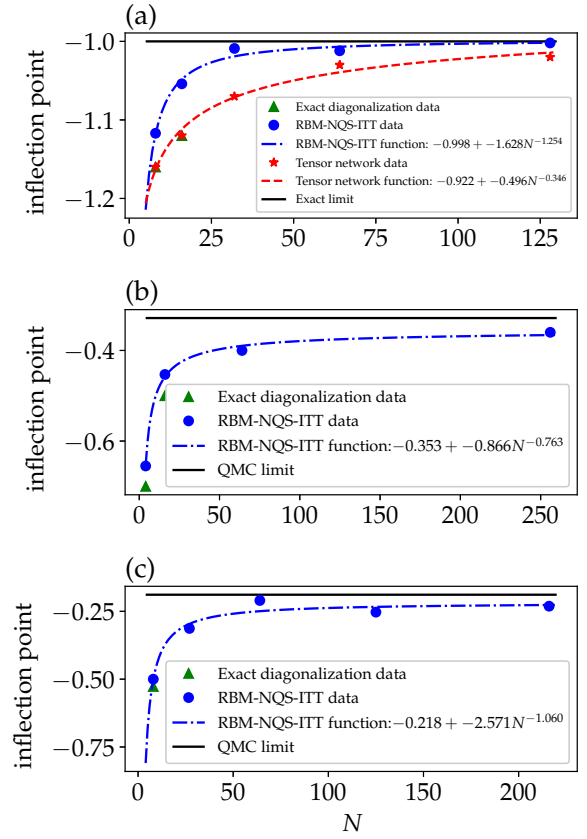 (a)
−1.0
−1.1
−1.2
inflection point
Exact diagonalization data
RBM-NQS-ITT data
RBM-NQS-ITT function: −0.998 + −1.628N^−1.254
Tensor network data
Tensor network function: −0.922 + −0.496N^−0.346
Exact limit
0 25 50 75 100 125
(b)
−0.4
−0.6
inflection point
Exact diagonalization data
RBM-NQS-ITT data
RBM-NQS-ITT function:−0.353 + −0.866N^−0.763
QMC limit
0 50 100 150 200 250
(c)
−0.25
−0.50
−0.75
inflection point
Exact diagonalization data
RBM-NQS-ITT data
RBM-NQS-ITT function:−0.218 + −2.571N^−1.060
QMC limit
0 50 100 150 200
N